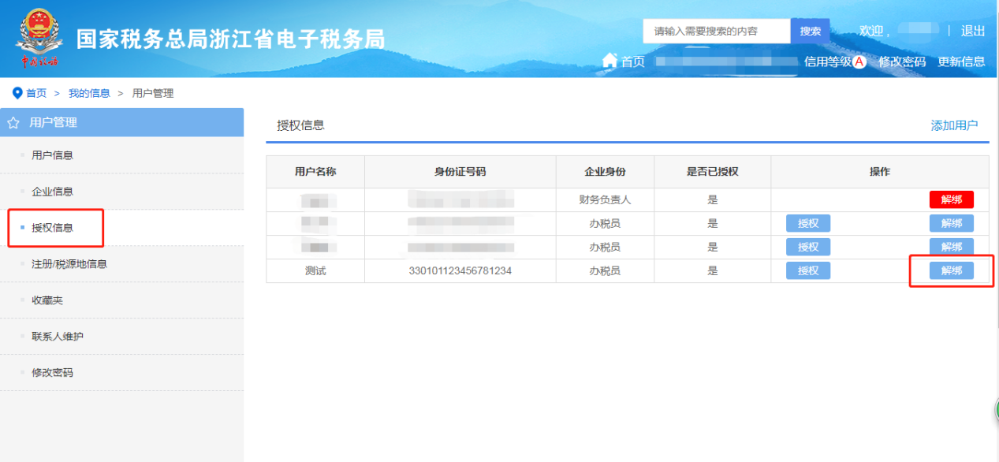 国家税务总局浙江省电子税务局
中国税务
请输入需要搜索的内容 搜索 欢迎, | 退出
首页 信用等级 A 修改密码 更新信息
首页 > 我的信息 > 用户管理
用户管理
用户信息
企业信息
授权信息
注册/税源地信息
收藏夹
联系人维护
修改密码
授权信息 添加用户
用户名称 身份证号码 企业身份 是否已授权 操作
财务负责人 是 解绑
办税员 是 授权 解绑
办税员 是 授权 解绑
测试 330101123456781234 办税员 是 授权 解绑